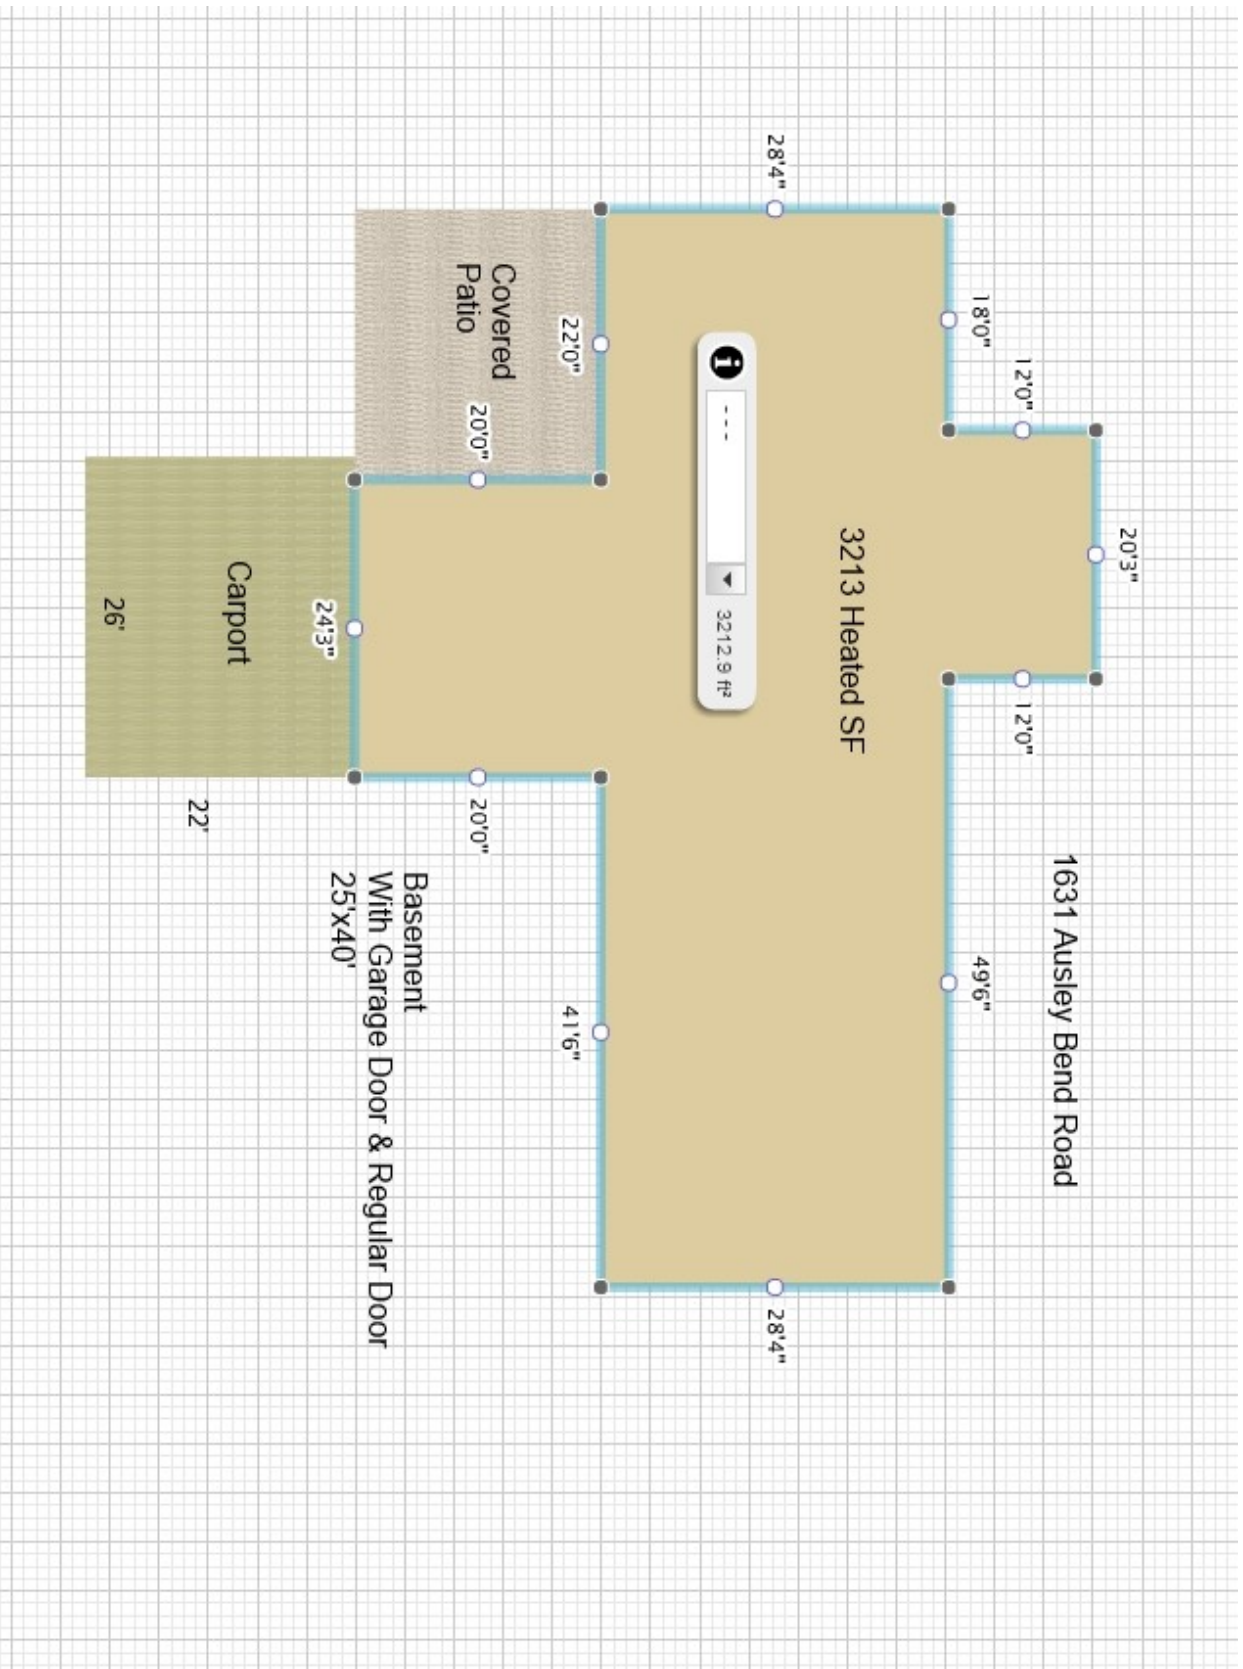 1631 Ausley Bend Road
20'3"
12'0"
12'0"
18'0"
49'6"
3213 Heated SF
28'4"
28'4"
i
---
3212.9 ft²
22'0"
41'6"
Covered
Patio
20'0"
20'0"
Basement
With Garage Door & Regular Door
25'x40'
24'3"
Carport
22'
26'